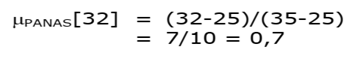 μPANAS[32] = (32-25)/(35-25)
= 7/10 = 0,7